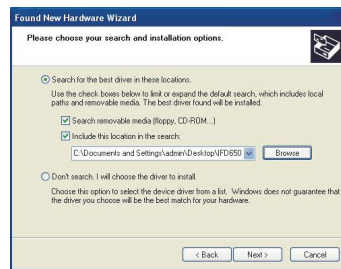 Found New Hardware Wizard
Please choose your search and installation options.
Search for the best driver in these locations.
Use the check boxes below to limit or expand the default search, which includes local
paths and removable media. The best driver found will be installed.
Search removable media (floppy, CD-ROM...)
Include this location in the search:
C:\Documents and Settings\admin\Desktop\IFD650
Browse
Don't search. I will choose the driver to install.
Choose this option to select the device driver from a list. Windows does not guarantee that
the driver you choose will be the best match for your hardware.
< Back
Next >
Cancel